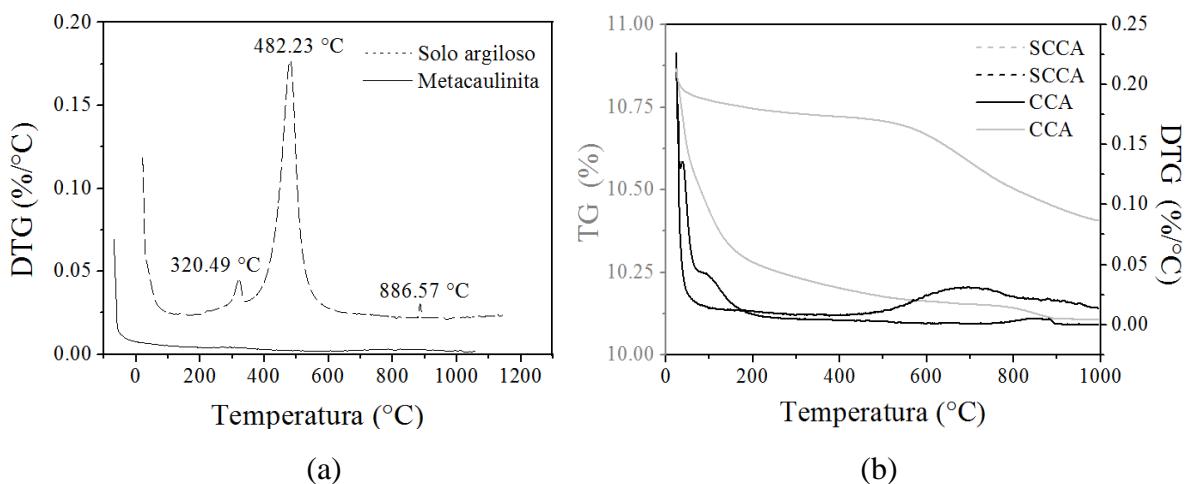 0.20
0.15
0.10
0.05
0.00
DTG (%/°C)
482.23 °C
320.49 °C
886.57 °C
Solo argiloso
Metacaulinita
0 200 400 600 800 1000 1200
Temperatura (°C)
(a)
11.00
10.75
10.50
10.25
10.00
TG (%)
SCCA
SCCA
CCA
CCA
0.25
0.20
0.15
0.10
0.05
0.00
DTG (%/°C)
0 200 400 600 800 1000
Temperatura (°C)
(b)